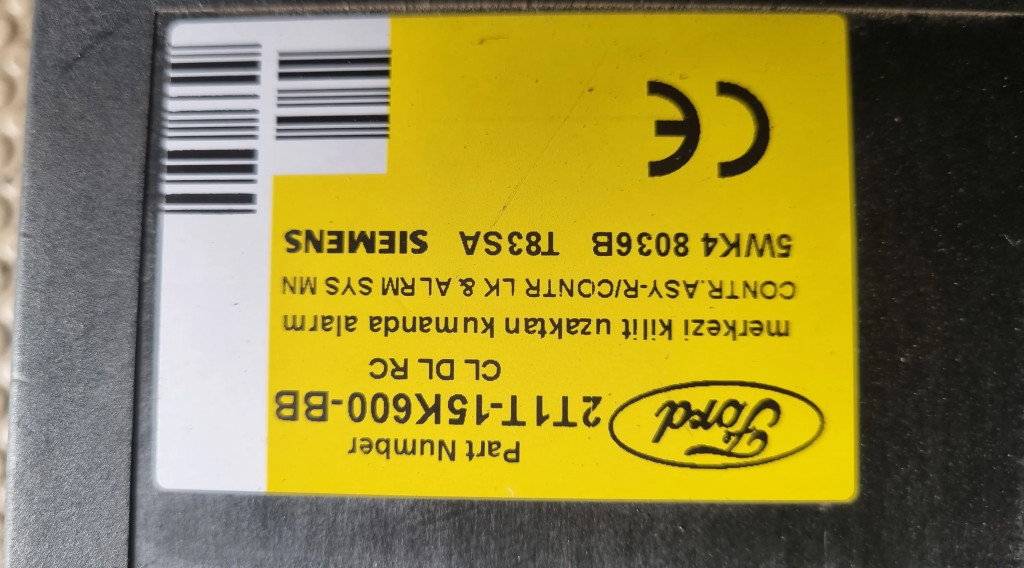 Ford
Part Number
2T1T-15K600-BB
CL DL RC
merkezi kilit uzaktan kumanda alarm
CONTR.ASY-R/CONTR LK & ALRM SYS MN
5WK4 8036B T83SA SIEMENS
CE